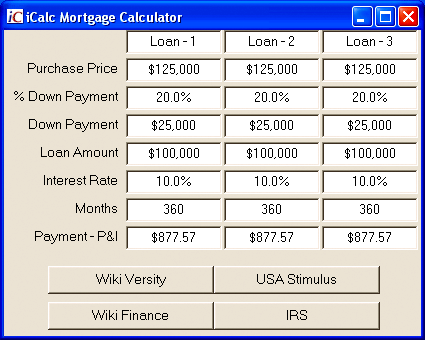 iC iCalc Mortgage Calculator
Loan - 1 Loan - 2 Loan - 3
Purchase Price $125,000 $125,000 $125,000
% Down Payment 20.0% 20.0% 20.0%
Down Payment $25,000 $25,000 $25,000
Loan Amount $100,000 $100,000 $100,000
Interest Rate 10.0% 10.0% 10.0%
Months 360 360 360
Payment - P&I $877.57 $877.57 $877.57
Wiki Versity USA Stimulus
Wiki Finance IRS